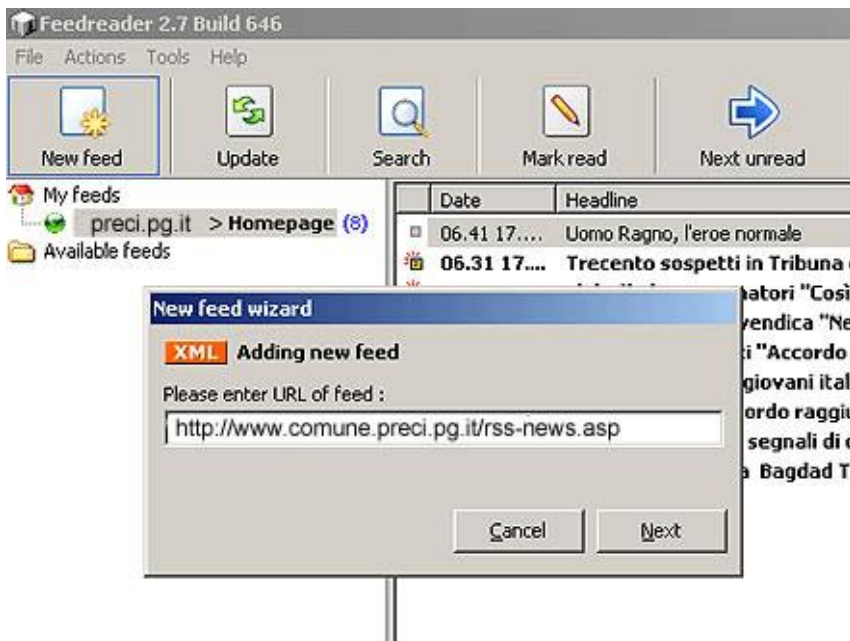 Feedreader 2.7 Build 646
File Actions Tools Help
New feed Update Search Mark read Next unread
My feeds
preci.pg.it > Homepage (8)
Available feeds
Date Headline
06.41 17.... Uomo Ragno, l'eroe normale
06.31 17.... Trecento sospetti in Tribuna
"Così
vendica "Ne
"Accordo
giovani ital
segnali di
Bagdad T
New feed wizard
XML Adding new feed
Please enter URL of feed :
http://www.comune.preci.pg.it/rss-news.asp
Cancel Next